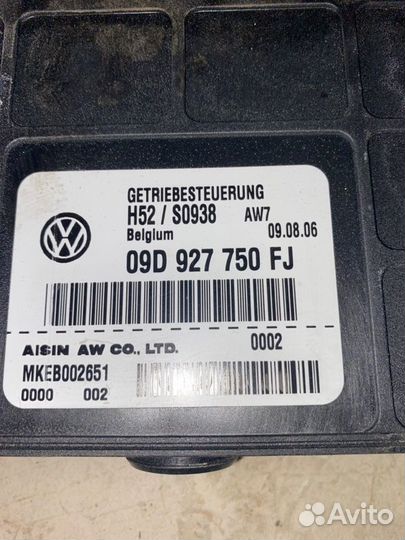 GETRIEBESTEUERUNG
H52 / S0938 AW7
Belgium 09.08.06
09D 927 750 FJ
AISIN AW CO., LTD. 0002
MKEB002651
0000 002
Avito